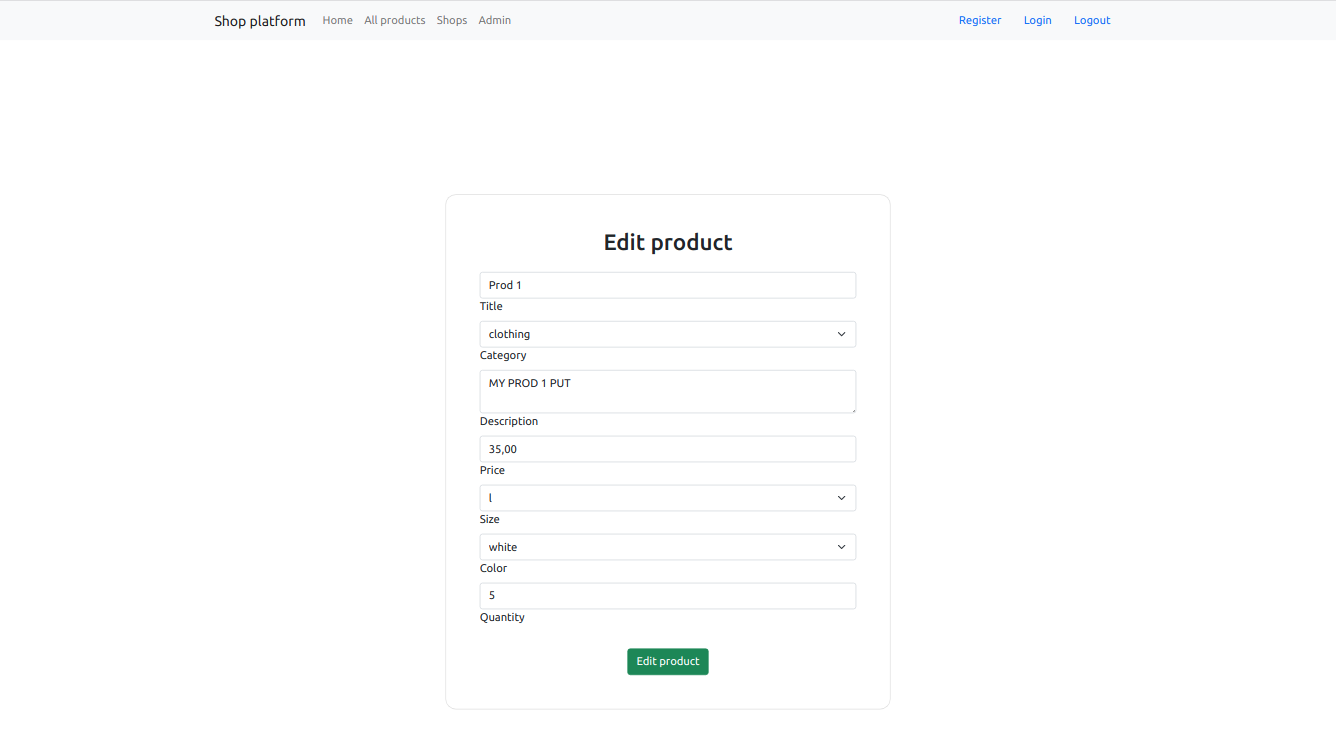 Shop platform Home All products Shops Admin Register Login Logout
Edit product
Prod 1
Title
clothing
Category
MY PROD 1 PUT
Description
35,00
Price
l
Size
white
Color
5
Quantity
Edit product